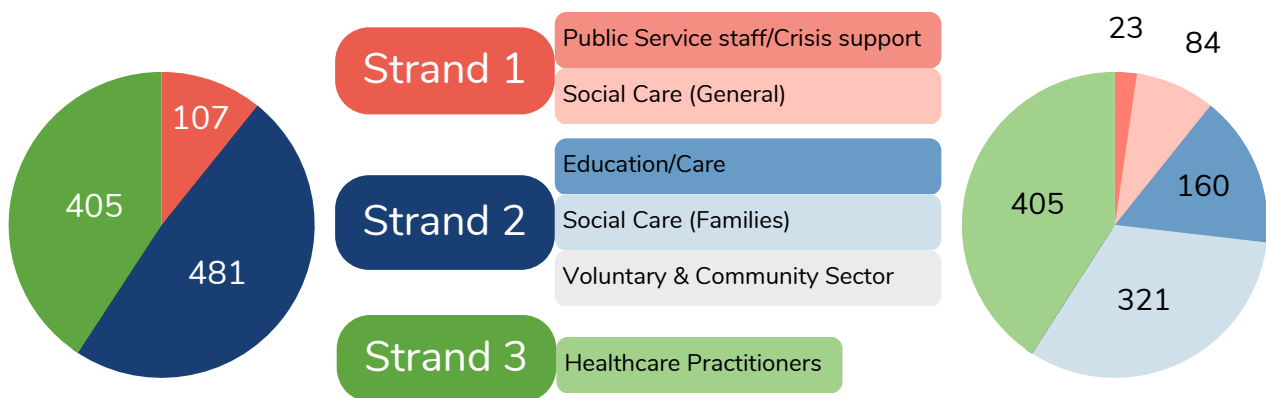 107
405
481
Strand 1
Public Service staff/Crisis support
Social Care (General)
Strand 2
Education/Care
Social Care (Families)
Voluntary & Community Sector
Strand 3
Healthcare Practitioners
23
84
160
405
321